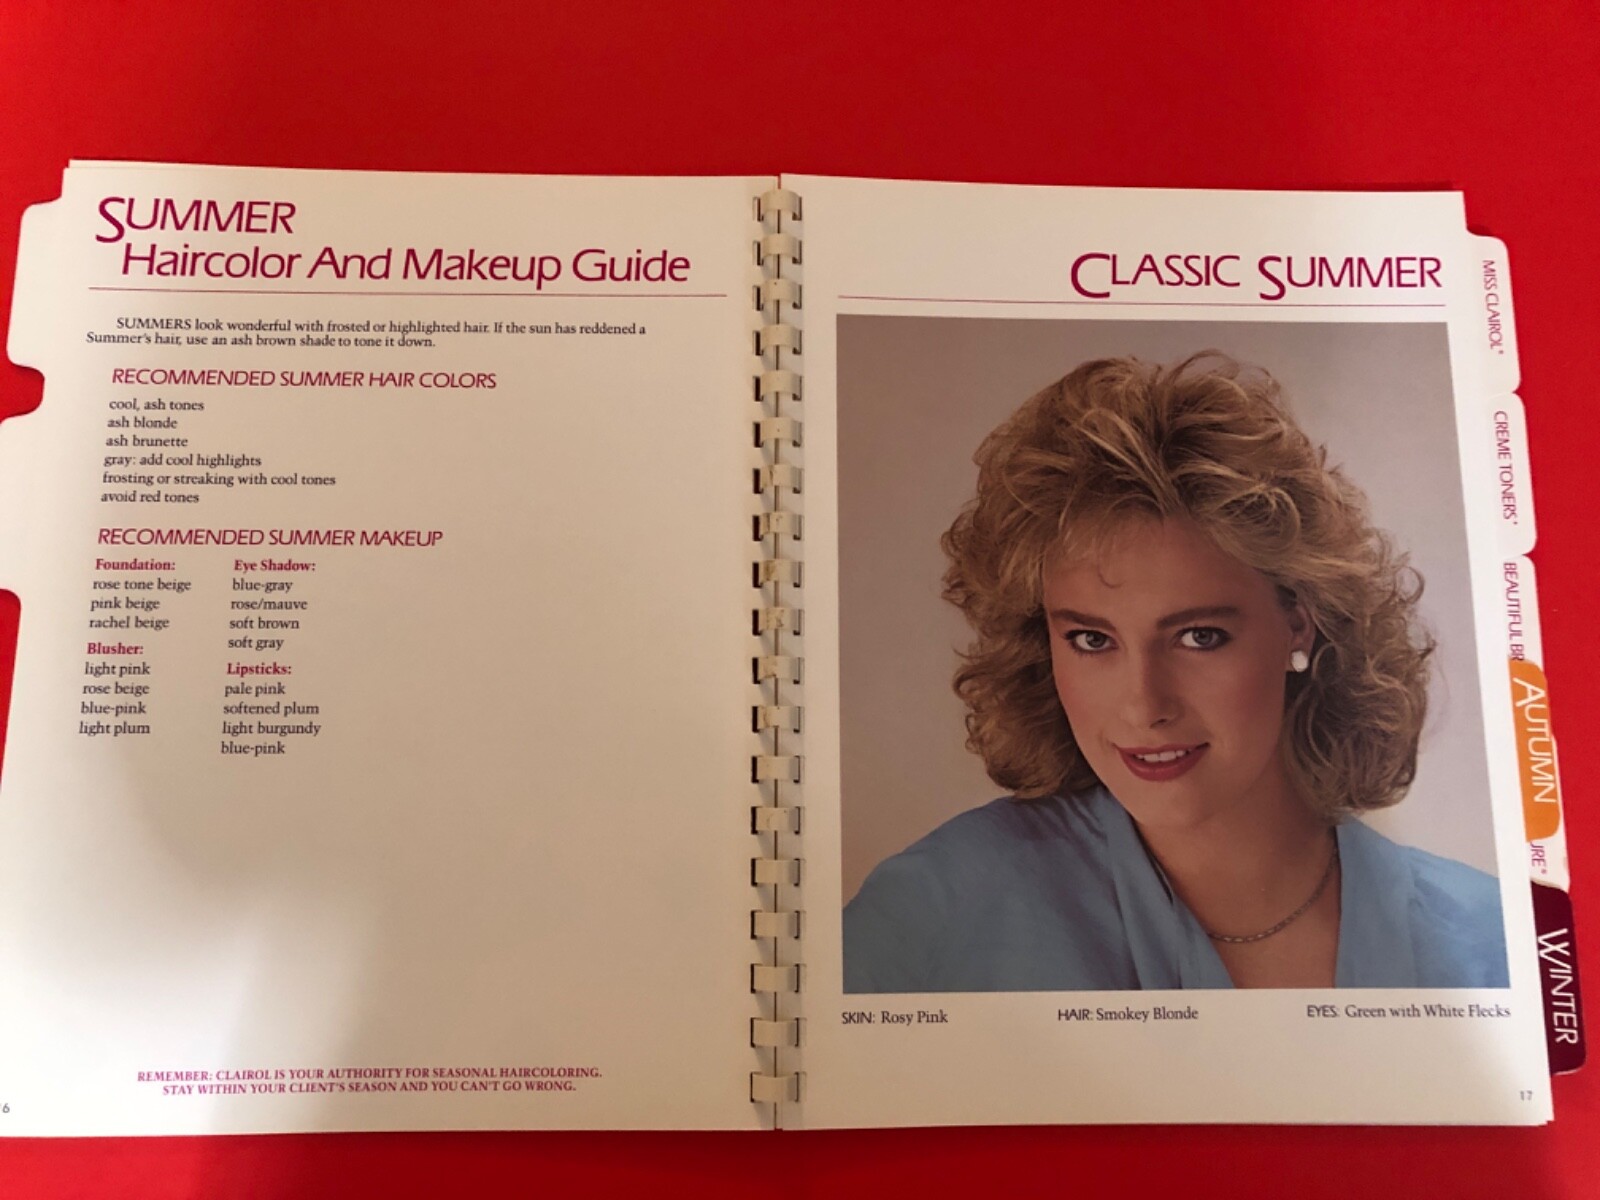 SUMMER
Haircolor And Makeup Guide
SUMMERS look wonderful with frosted or highlighted hair. If the sun has reddened a
Summer's hair, use an ash brown shade to tone it down.
RECOMMENDED SUMMER HAIR COLORS
cool, ash tones
ash blonde
ash brunette
gray: add cool highlights
frosting or streaking with cool tones
avoid red tones
RECOMMENDED SUMMER MAKEUP
Foundation:
rose tone beige
pink beige
rachel beige
Blusher:
light pink
rose beige
blue-pink
light plum
Eye Shadow:
blue-gray
rose/mauve
soft brown
soft gray
Lipsticks:
pale pink
softened plum
light burgundy
blue-pink
REMEMBER: CLAIROL IS YOUR AUTHORITY FOR SEASONAL HAIRCOLORING.
STAY WITHIN YOUR CLIENT'S SEASON AND YOU CAN'T GO WRONG.
6
CLASSIC SUMMER
SKIN: Rosy Pink
HAIR: Smokey Blonde
EYES: Green with White Flecks
17
MISS CLAIROL®
CREME TONERS®
BEAUTIFUL BR
AUTUMN
URE®
WINTER